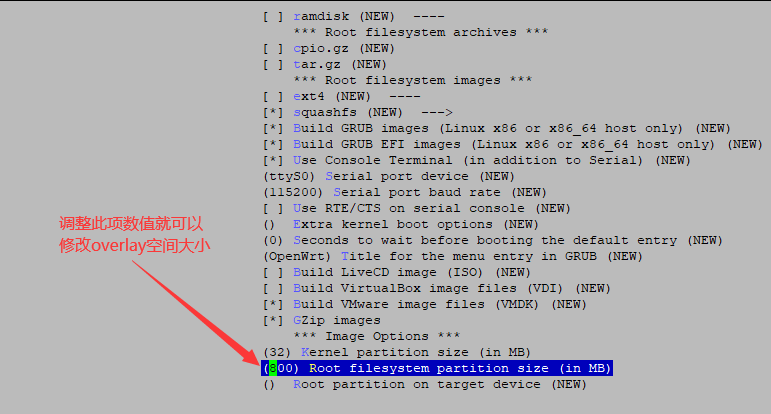 [ ] ramdisk (NEW)  ----
*** Root filesystem archives ***
[ ] cpio.gz (NEW)
[ ] tar.gz (NEW)
*** Root filesystem images ***
[ ] ext4 (NEW)  ----
[*] squashfs (NEW)  --->
[*] Build GRUB images (Linux x86 or x86_64 host only) (NEW)
[*] Build GRUB EFI images (Linux x86 or x86_64 host only) (NEW)
[*] Use Console Terminal (in addition to Serial) (NEW)
(ttyS0) Serial port device (NEW)
(115200) Serial port baud rate (NEW)
[ ] Use RTE/CTS on serial console (NEW)
()  Extra kernel boot options (NEW)
(0) Seconds to wait before booting the default entry (NEW)
(OpenWrt) Title for the menu entry in GRUB (NEW)
[ ] Build LiveCD image (ISO) (NEW)
[ ] Build VirtualBox image files (VDI) (NEW)
[*] Build VMware image files (VMDK) (NEW)
[*] GZip images
*** Image Options ***
(32) Kernel partition size (in MB)
(800) Root filesystem partition size (in MB)
()  Root partition on target device (NEW)
调整此项数值就可以
修改overlay空间大小